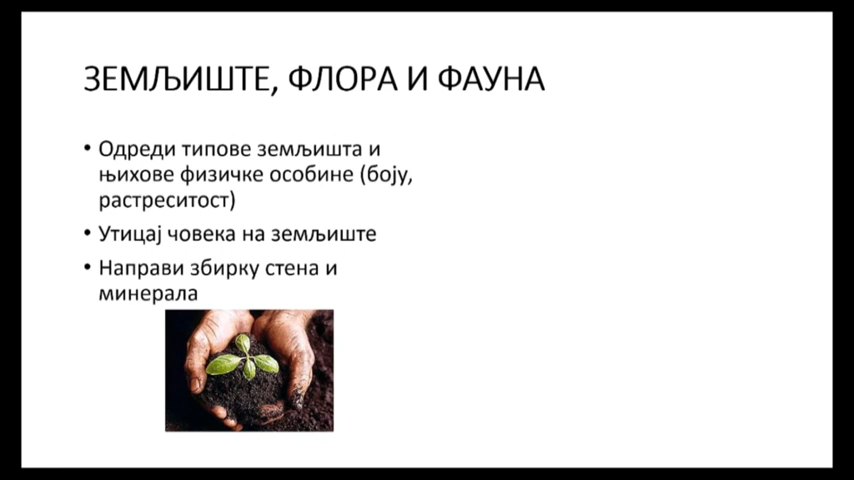 ЗЕМЉИШТЕ, ФЛОРА И ФАУНА
• Одреди типове земљишта и
њихове физичке особине (боју,
растреситост)
• Утицај човека на земљиште
• Направи збирку стена и
минерала